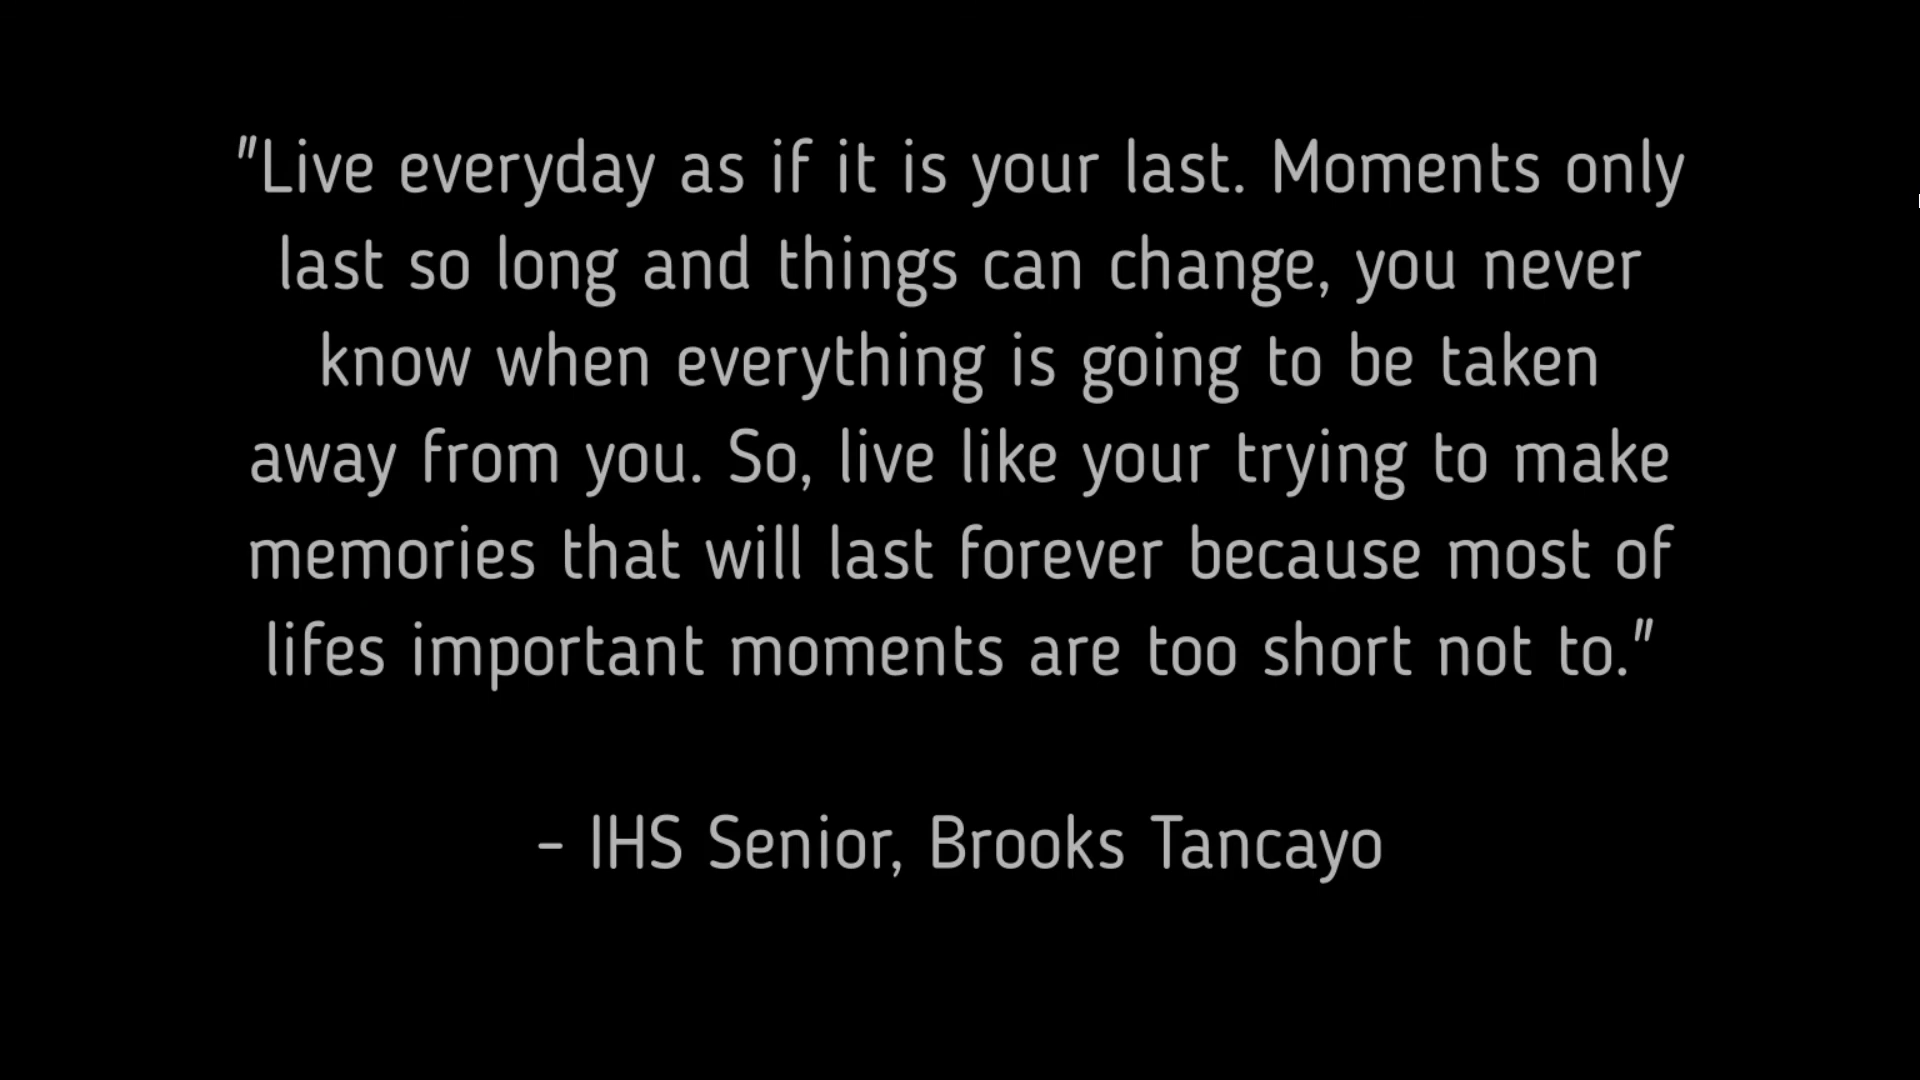 "Live everyday as if it is your last. Moments only
last so long and things can change, you never
know when everything is going to be taken
away from you. So, live like your trying to make
memories that will last forever because most of
lifes important moments are too short not to."
- IHS Senior, Brooks Tancayo